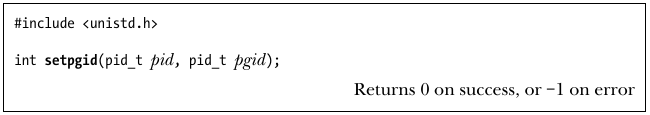 #include <unistd.h>
int setpgid(pid_t pid, pid_t pgid);
Returns 0 on success, or −1 on error